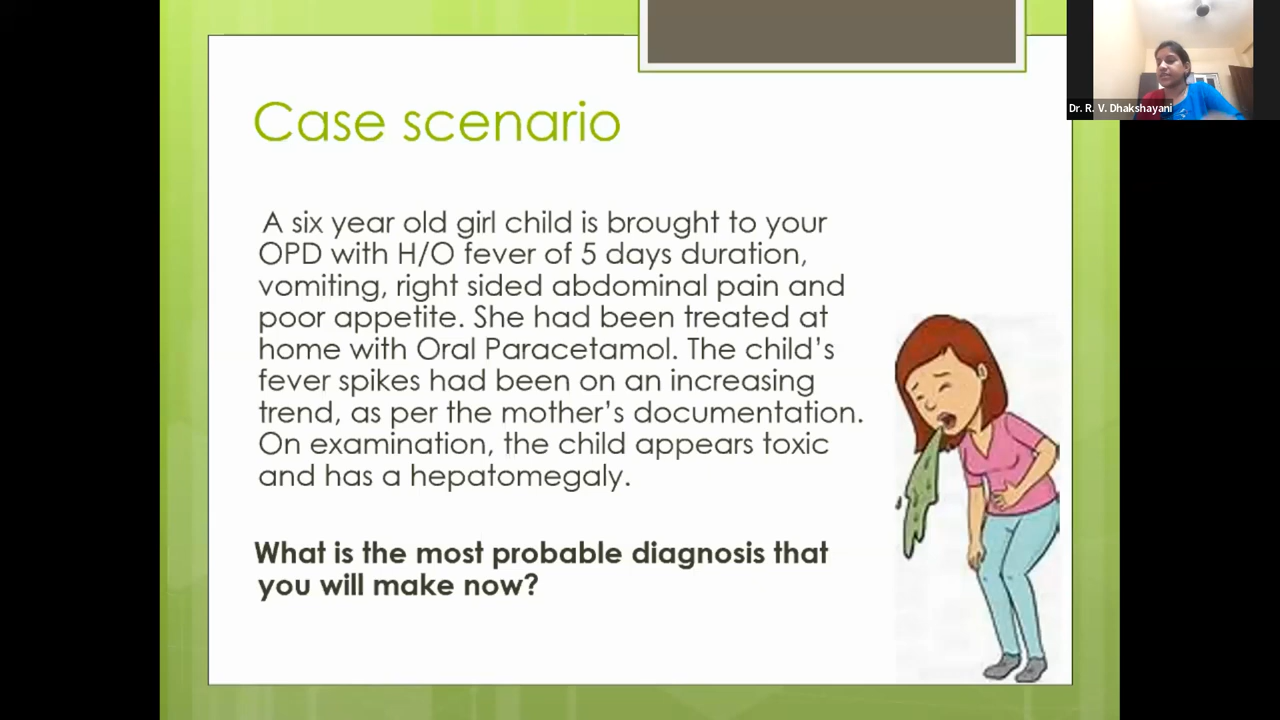 Dr. R. V. Dhakshayani
Case scenario
A six year old girl child is brought to your
OPD with H/O fever of 5 days duration,
vomiting, right sided abdominal pain and
poor appetite. She had been treated at
home with Oral Paracetamol. The child’s
fever spikes had been on an increasing
trend, as per the mother’s documentation.
On examination, the child appears toxic
and has a hepatomegaly.
What is the most probable diagnosis that
you will make now?